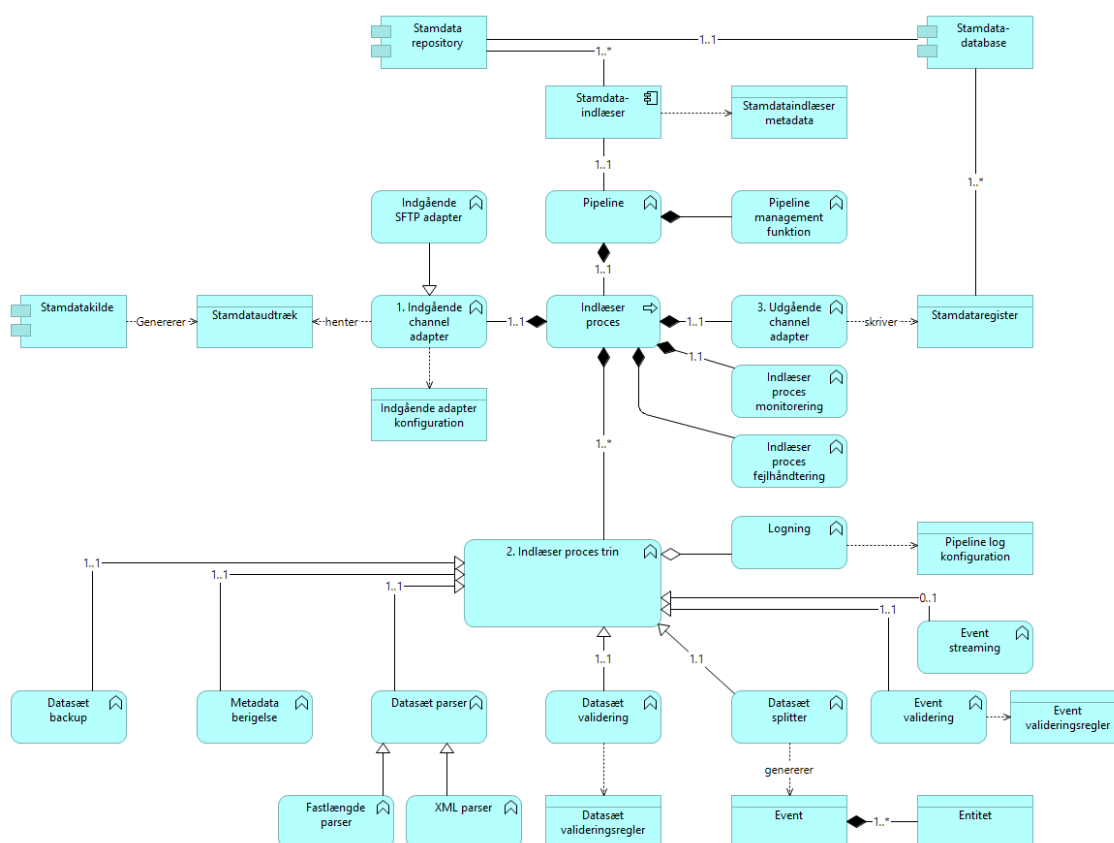 Stamdata
repository
1..1
Stamdata-
database
1..*
Stamdata-
indlæser
Stamdataindlæser
metadata
1..1
1..*
Indgående
SFTP adapter
Pipeline
Pipeline
management
funktion
1..1
Stamdatakilde
Genererer
Stamdataudtræk
henter
1. Indgående
channel
adapter
1..1
Indlæser
proces
1..1
3. Udgående
channel
adapter
skriver
Stamdataregister
1.1
Indlæser
proces
monitorering
Indgående adapter
konfiguration
1..*
Indlæser
proces
fejlhåndtering
Logning
Pipeline log
konfiguration
2. Indlæser proces trin
1..1
1..1
1..1
0..1
1..1
Event
streaming
1..1
1.1
Datasæt
backup
Metadata
berigelse
Datasæt parser
Datasæt
validering
Datasæt
splitter
Event
validering
Event
valideringsregler
genererer
Fastlængde
parser
XML parser
Datasæt
valideringsregler
Event
1..*
Entitet